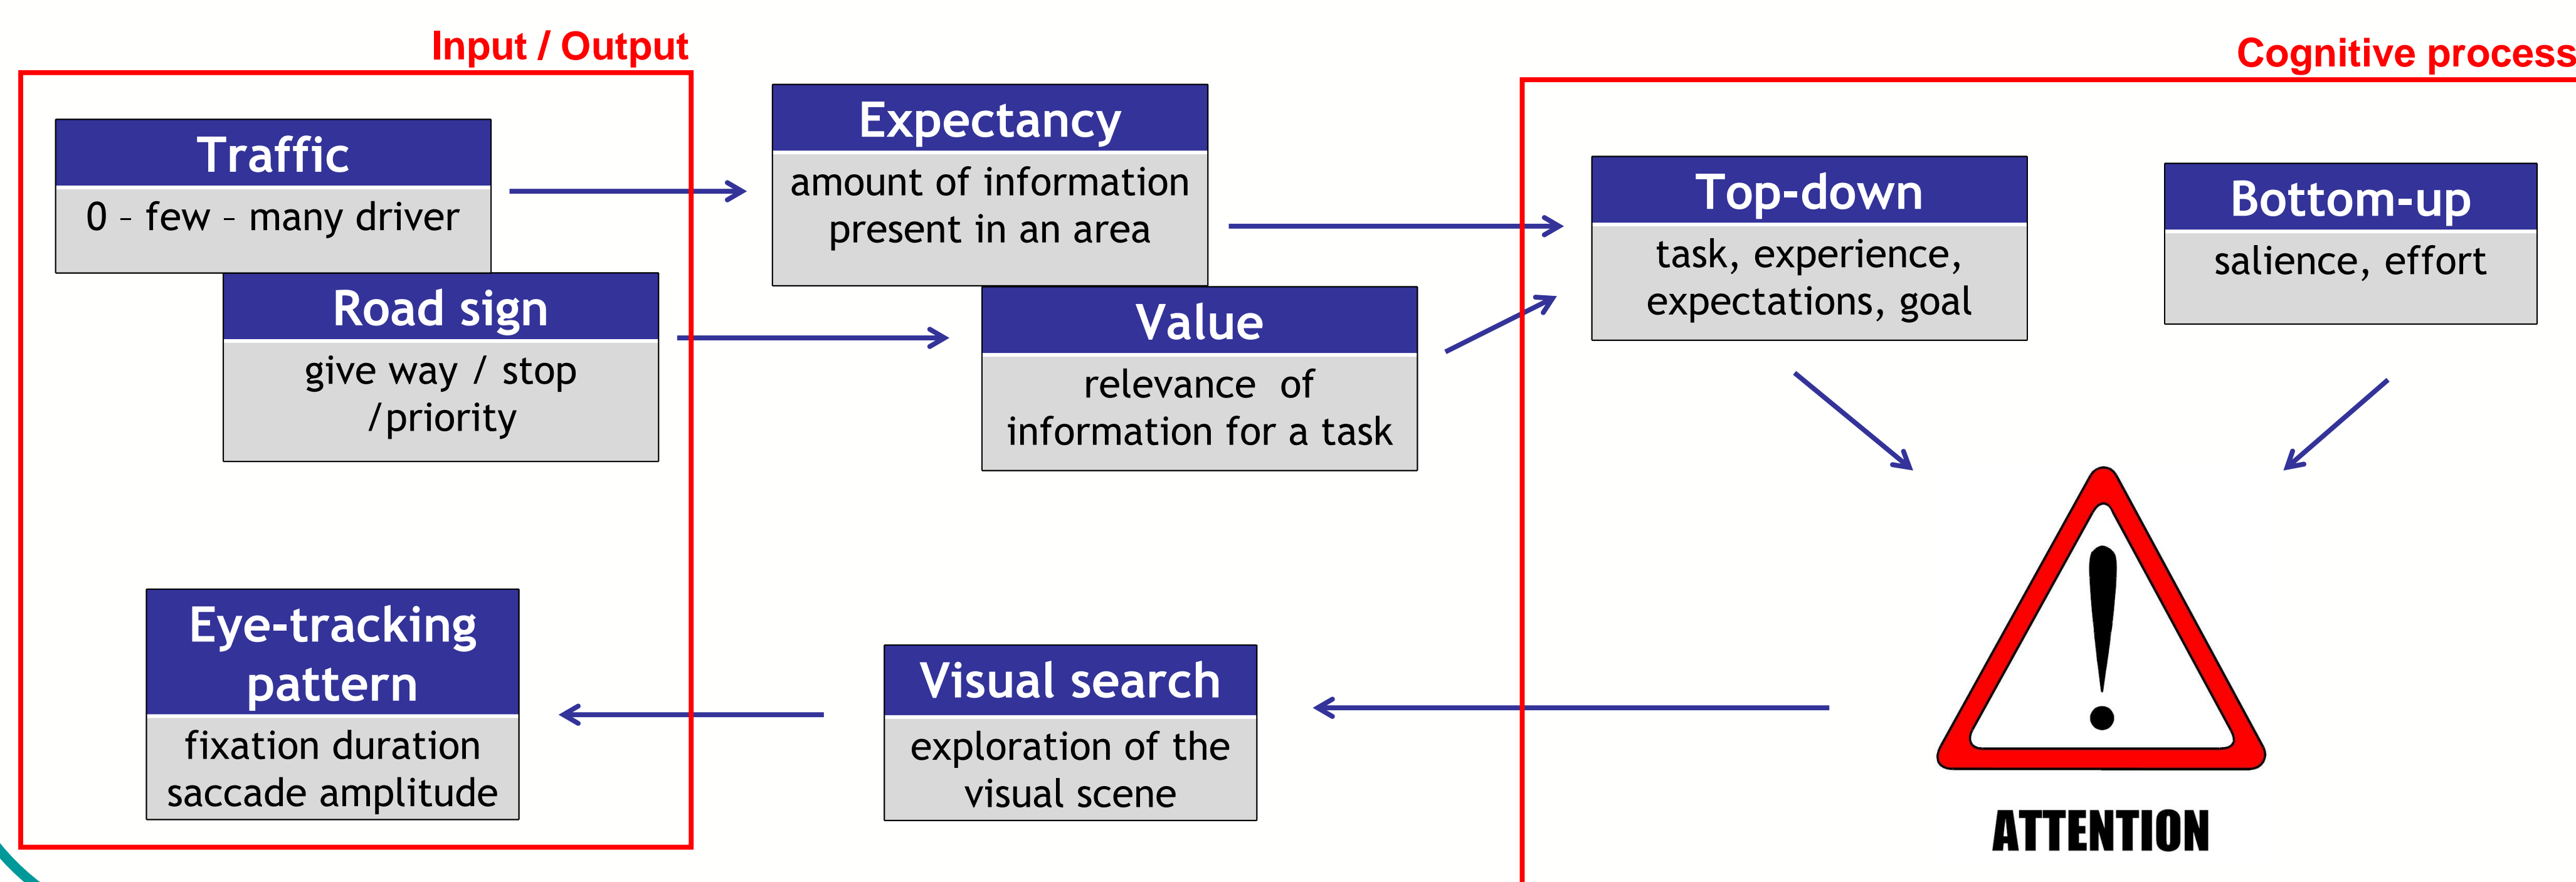 Input / Output
Traffic
0 – few – many driver
Road sign
give way / stop
/priority
Expectancy
amount of information
present in an area
Value
relevance of
information for a task
Cognitive process
Top-down
task, experience,
expectations, goal
Bottom-up
salience, effort
Eye-tracking
pattern
fixation duration
saccade amplitude
Visual search
exploration of the
visual scene
!
ATTENTION